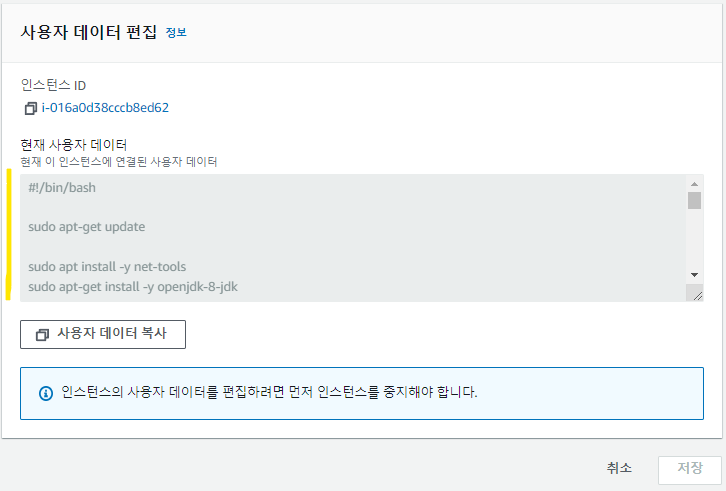 사용자 데이터 편집 정보
인스턴스 ID
i-016a0d38cccb8ed62
현재 사용자 데이터
현재 이 인스턴스에 연결된 사용자 데이터
#!/bin/bash
sudo apt-get update
sudo apt install -y net-tools
sudo apt-get install -y openjdk-8-jdk
사용자 데이터 복사
인스턴스의 사용자 데이터를 편집하려면 먼저 인스턴스를 중지해야 합니다.
취소 저장